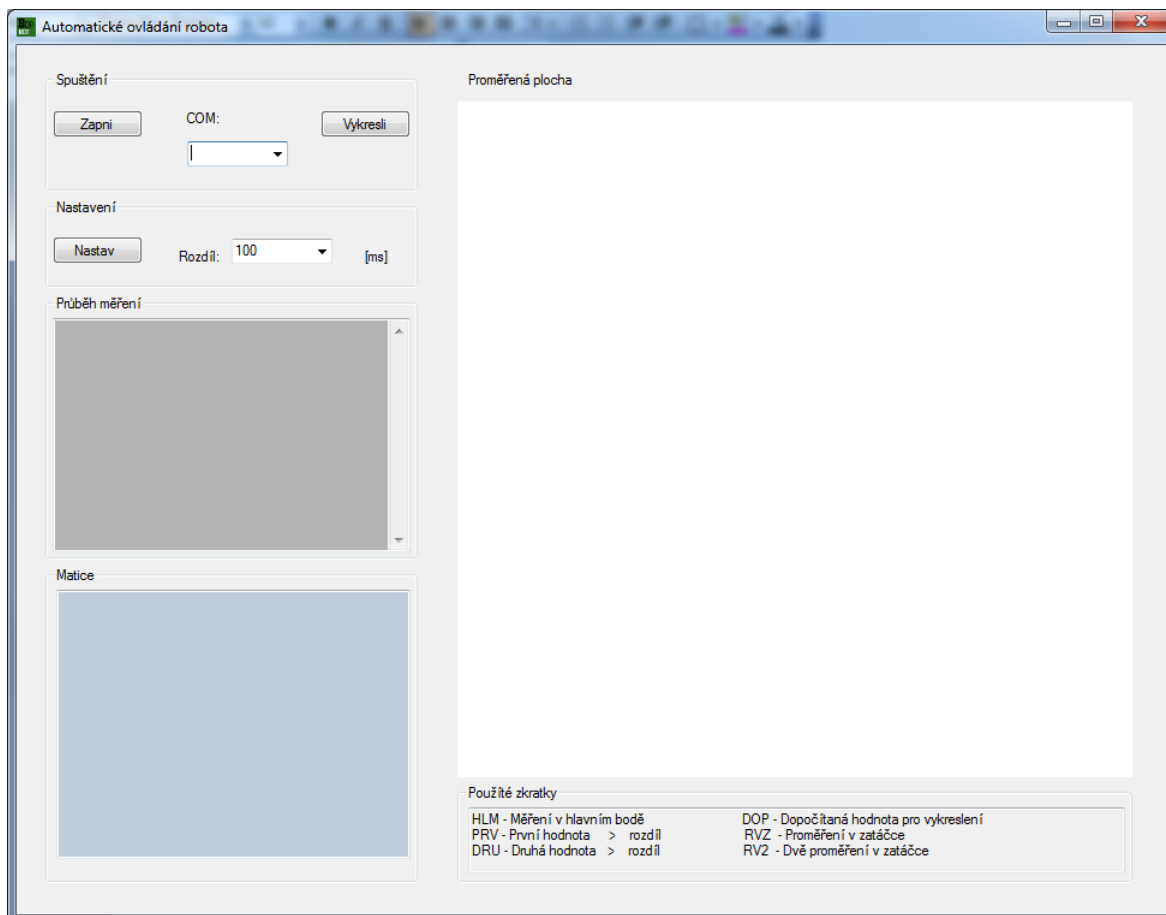 Automatické ovládání robota
Spuštění
Zapni
COM:
Vykresli
Nastavení
Nastav
Rozdíl:
100
[ms]
Průběh měření
Matice
Proměřená plocha
Použíté zkratky
HLM - Měření v hlavním bodě
PRV - První hodnota > rozdíl
DRU - Druhá hodnota > rozdíl
DOP - Dopočítaná hodnota pro vykreslení
RVZ - Proměření v zatáčce
RV2 - Dvě proměření v zatáčce